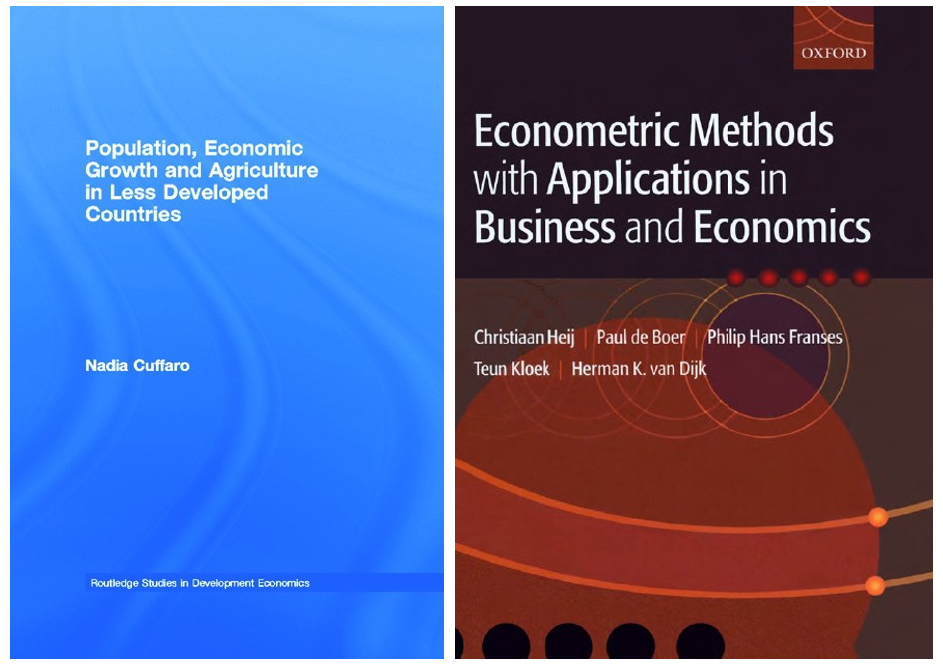 Population, Economic
Growth and Agriculture
in Less Developed
Countries
Nadia Cuffaro
Routledge Studies in Development Economics
OXFORD
Econometric Methods
with Applications in
Business and Economics
Christiaan Heij | Paul de Boer | Philip Hans Franses
Teun Kloek | Herman K. van Dijk